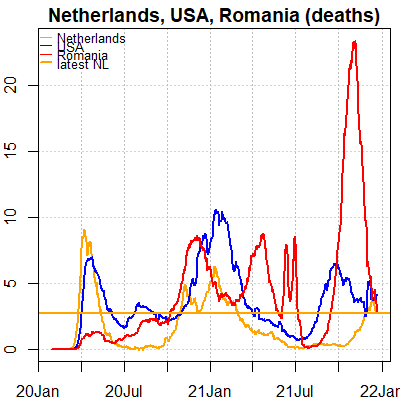 Netherlands, USA, Romania (deaths)
Netherlands
USA
Romania
latest NL
20
15
10
5
0
20Jan 20Jul 21Jan 21Jul 22Jan